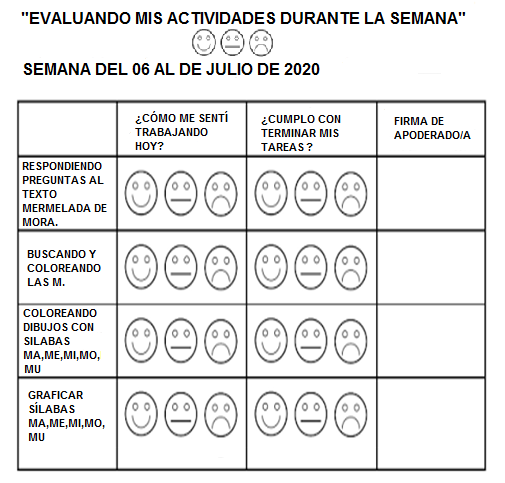 "EVALUANDO MIS ACTIVIDADES DURANTE LA SEMANA"
SEMANA DEL 06 AL DE JULIO DE 2020
¿CÓMO ME SENTÍ
TRABAJANDO
HOY?
¿CUMPLO CON
TERMINAR MIS
TAREAS ?
FIRMA DE
APODERADO/A
RESPONDIENDO
PREGUNTAS AL
TEXTO
MERMELADA DE
MORA.
BUSCANDO Y
COLOREANDO
LAS M.
COLOREANDO
DIBUJOS CON
SILABAS
MA,ME,MI,MO,
MU
GRAFICAR
SÍLABAS
MA,ME,MI,MO,
MU